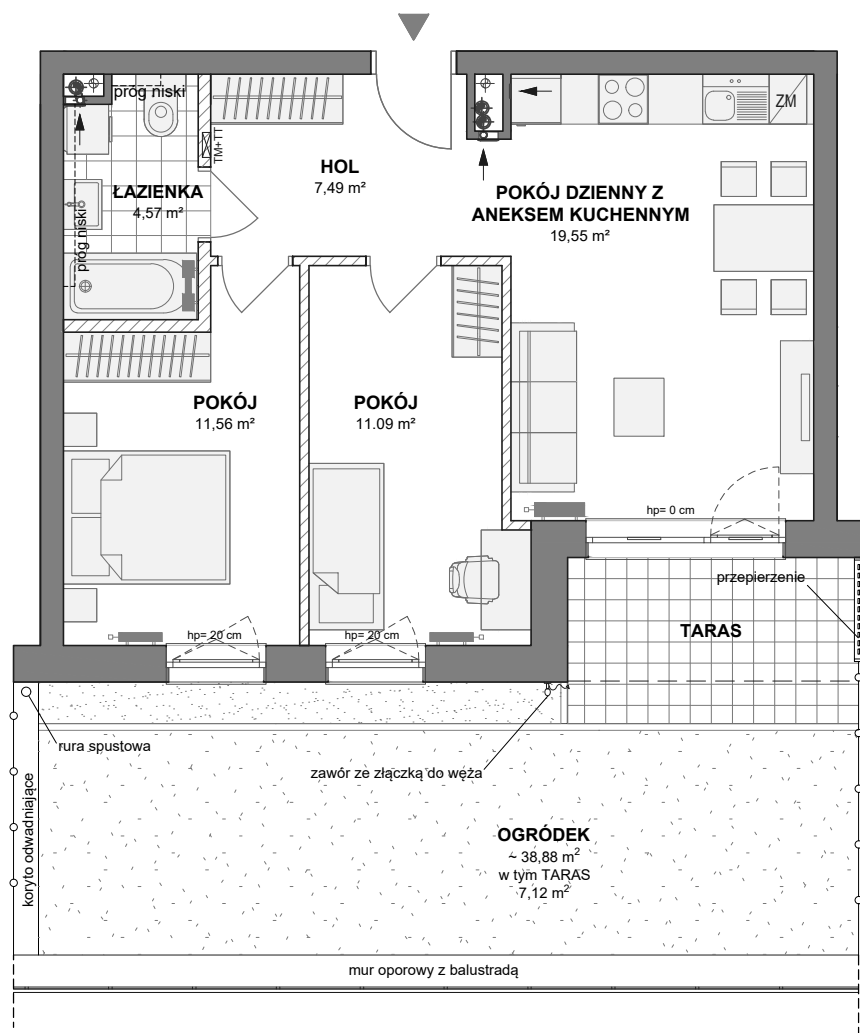 próg niski
TM+TT
ZM
HOL
7,49 m²
ŁAZIENKA
4,57 m²
próg niski
POKÓJ DZIENNY Z
ANEKSEM KUCHENNYM
19,55 m²
POKÓJ
11,56 m²
POKÓJ
11.09 m²
hp= 0 cm
przepierzenie
TARAS
hp= 20 cm
hp= 20 cm
rura spustowa
zawór ze złączką do węża
koryto odwadniające
OGRÓDEK
~ 38,88 m²
w tym TARAS
7,12 m²
mur oporowy z balustradą